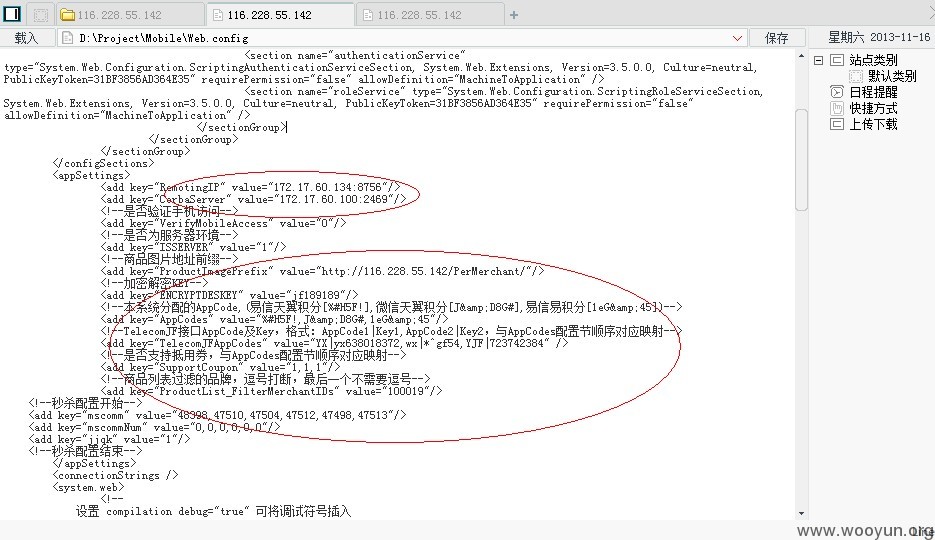 116.228.55.142
116.228.55.142
116.228.55.142
载入
D:\Project\Mobile\Web.config
保存
星期六 2013-11-16
站点类别
默认类别
日程提醒
快捷方式
上传下载
<section name="authenticationService"
type="System.Web.Configuration.ScriptingAuthenticationServiceSection, System.Web.Extensions, Version=3.5.0.0, Culture=neutral,
PublicKeyToken=31BF3856AD364E35" requirePermission="false" allowDefinition="MachineToApplication" />
<section name="roleService" type="System.Web.Configuration.ScriptingRoleServiceSection,
System.Web.Extensions, Version=3.5.0.0, Culture=neutral, PublicKeyToken=31BF3856AD364E35" requirePermission="false"
allowDefinition="MachineToApplication" />
</sectionGroup>
</sectionGroup>
</sectionGroup>
</configSections>
<appSettings>
<add key="RemotingIP" value="172.17.60.134:8756"/>
<add key="CorbaServer" value="172.17.60.100:2469"/>
<!--是否验证手机访问-->
<add key="VerifyMobileAccess" value="0"/>
<!--是否为服务器环境-->
<add key="ISSERVER" value="1"/>
<!--商品图片地址前缀-->
<add key="ProductImagePrefix" value="http://116.228.55.142/PerMerchant/"/>
<!--加密解密KEY-->
<add key="ENCRYPTDESKEY" value="jf189189"/>
<!--本系统分配的AppCode,(易信天翼积分[%#H5F!],微信天翼积分[J&amp;D8G#],易信易积分[1eG&amp;45])-->
<add key="AppCodes" value="%#H5F!,J&amp;D8G#,1eG&amp;45"/>
<!--TelecomJF接口AppCode及Key, 格式: AppCode1|Key1,AppCode2|Key2, 与AppCodes配置节顺序对应映射-->
<add key="TelecomJFAppCodes" value="YX|yx638018372,wx|*^gf54,YJF|723742384" />
<!--是否支持抵用券, 与AppCodes配置节顺序对应映射-->
<add key="SupportCoupon" value="1,1,1"/>
<!--商品列表过滤的品牌, 逗号打断, 最后一个不需要逗号-->
<add key="ProductList_FilterMerchantIDs" value="100019"/>
<!--秒杀配置开始-->
<add key="mscomm" value="48398,47510,47504,47512,47498,47513"/>
<add key="mscommNum" value="0,0,0,0,0,0"/>
<add key="jjqk" value="1"/>
<!--秒杀配置结束-->
</appSettings>
<connectionStrings />
<system.web>
<!--
设置 compilation debug="true" 可将调试符号插入
www.wooyun.org